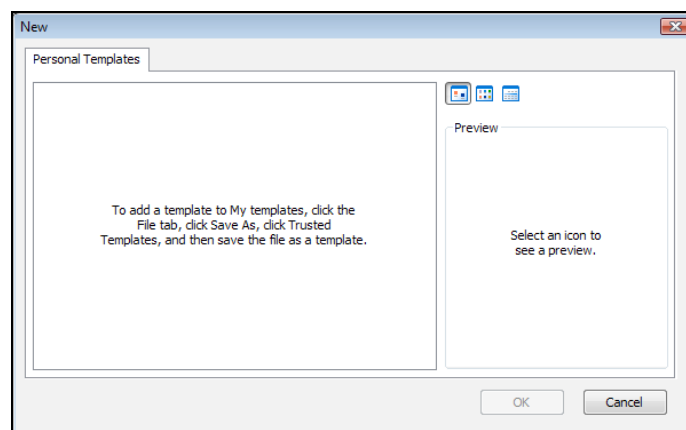 New
Personal Templates
Preview
To add a template to My templates, click the
File tab, click Save As, click Trusted
Templates, and then save the file as a template.
Select an icon to
see a preview.
OK
Cancel